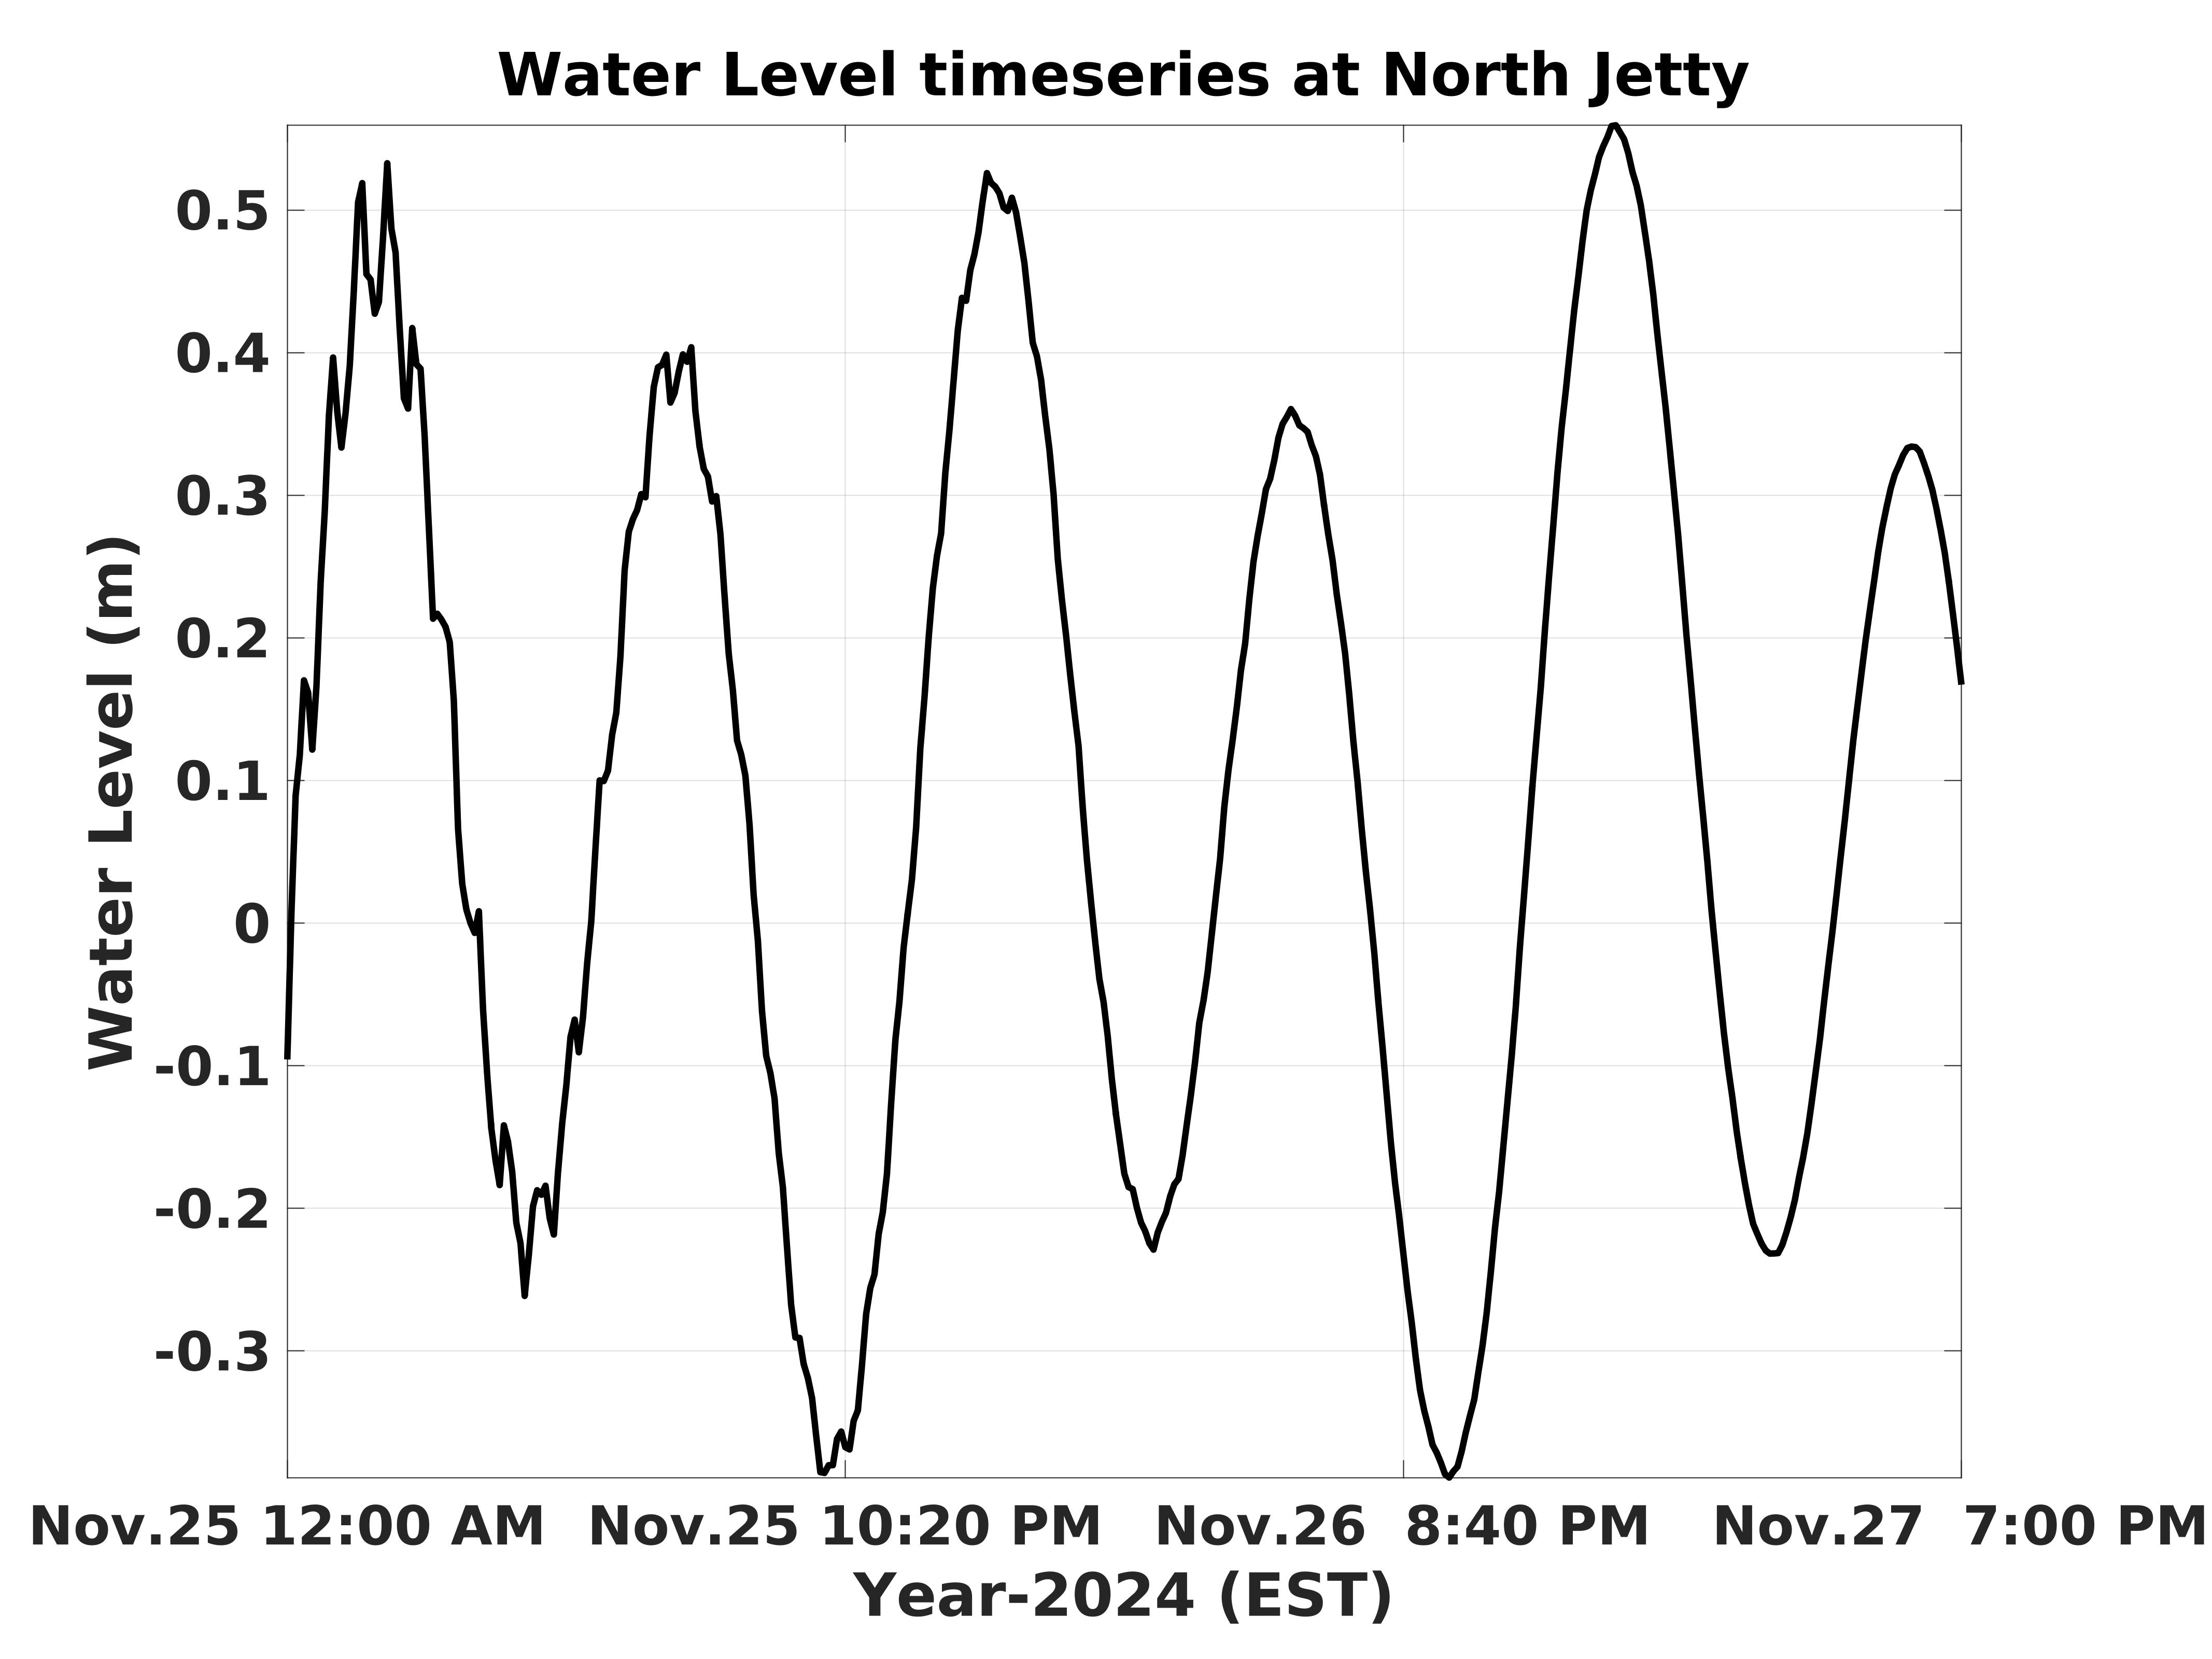 Water Level timeseries at North Jetty
Water Level (m)
0.5
0.4
0.3
0.2
0.1
0
-0.1
-0.2
-0.3
Nov.25 12:00 AM Nov.25 10:20 PM Nov.26 8:40 PM Nov.27 7:00 PM
Year-2024 (EST)